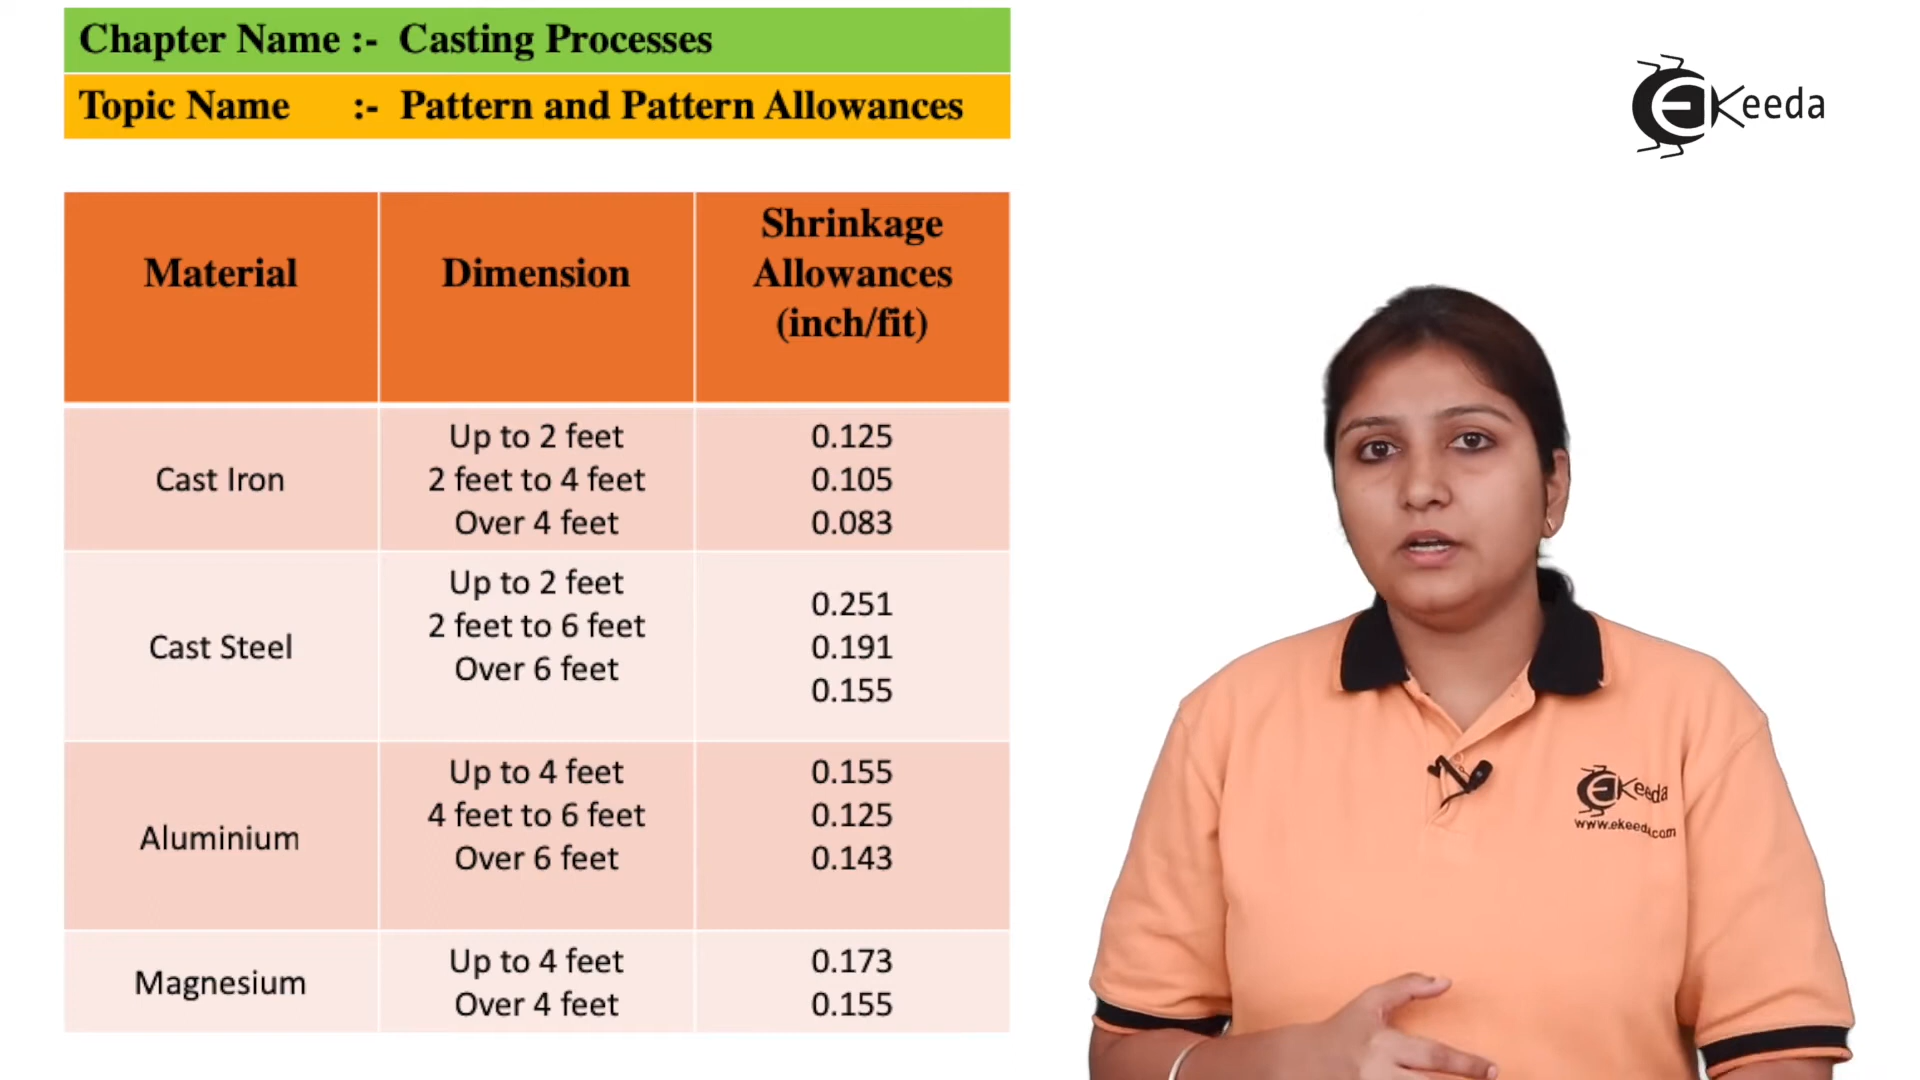 Chapter Name :- Casting Processes
Topic Name :- Pattern and Pattern Allowances
Keeda
Material
Dimension
Shrinkage
Allowances
(inch/fit)
Cast Iron
Up to 2 feet
2 feet to 4 feet
Over 4 feet
0.125
0.105
0.083
Cast Steel
Up to 2 feet
2 feet to 6 feet
Over 6 feet
0.251
0.191
0.155
Aluminium
Up to 4 feet
4 feet to 6 feet
Over 6 feet
0.155
0.125
0.143
Magnesium
Up to 4 feet
Over 4 feet
0.173
0.155
eKeeda
www.ekeeda.com